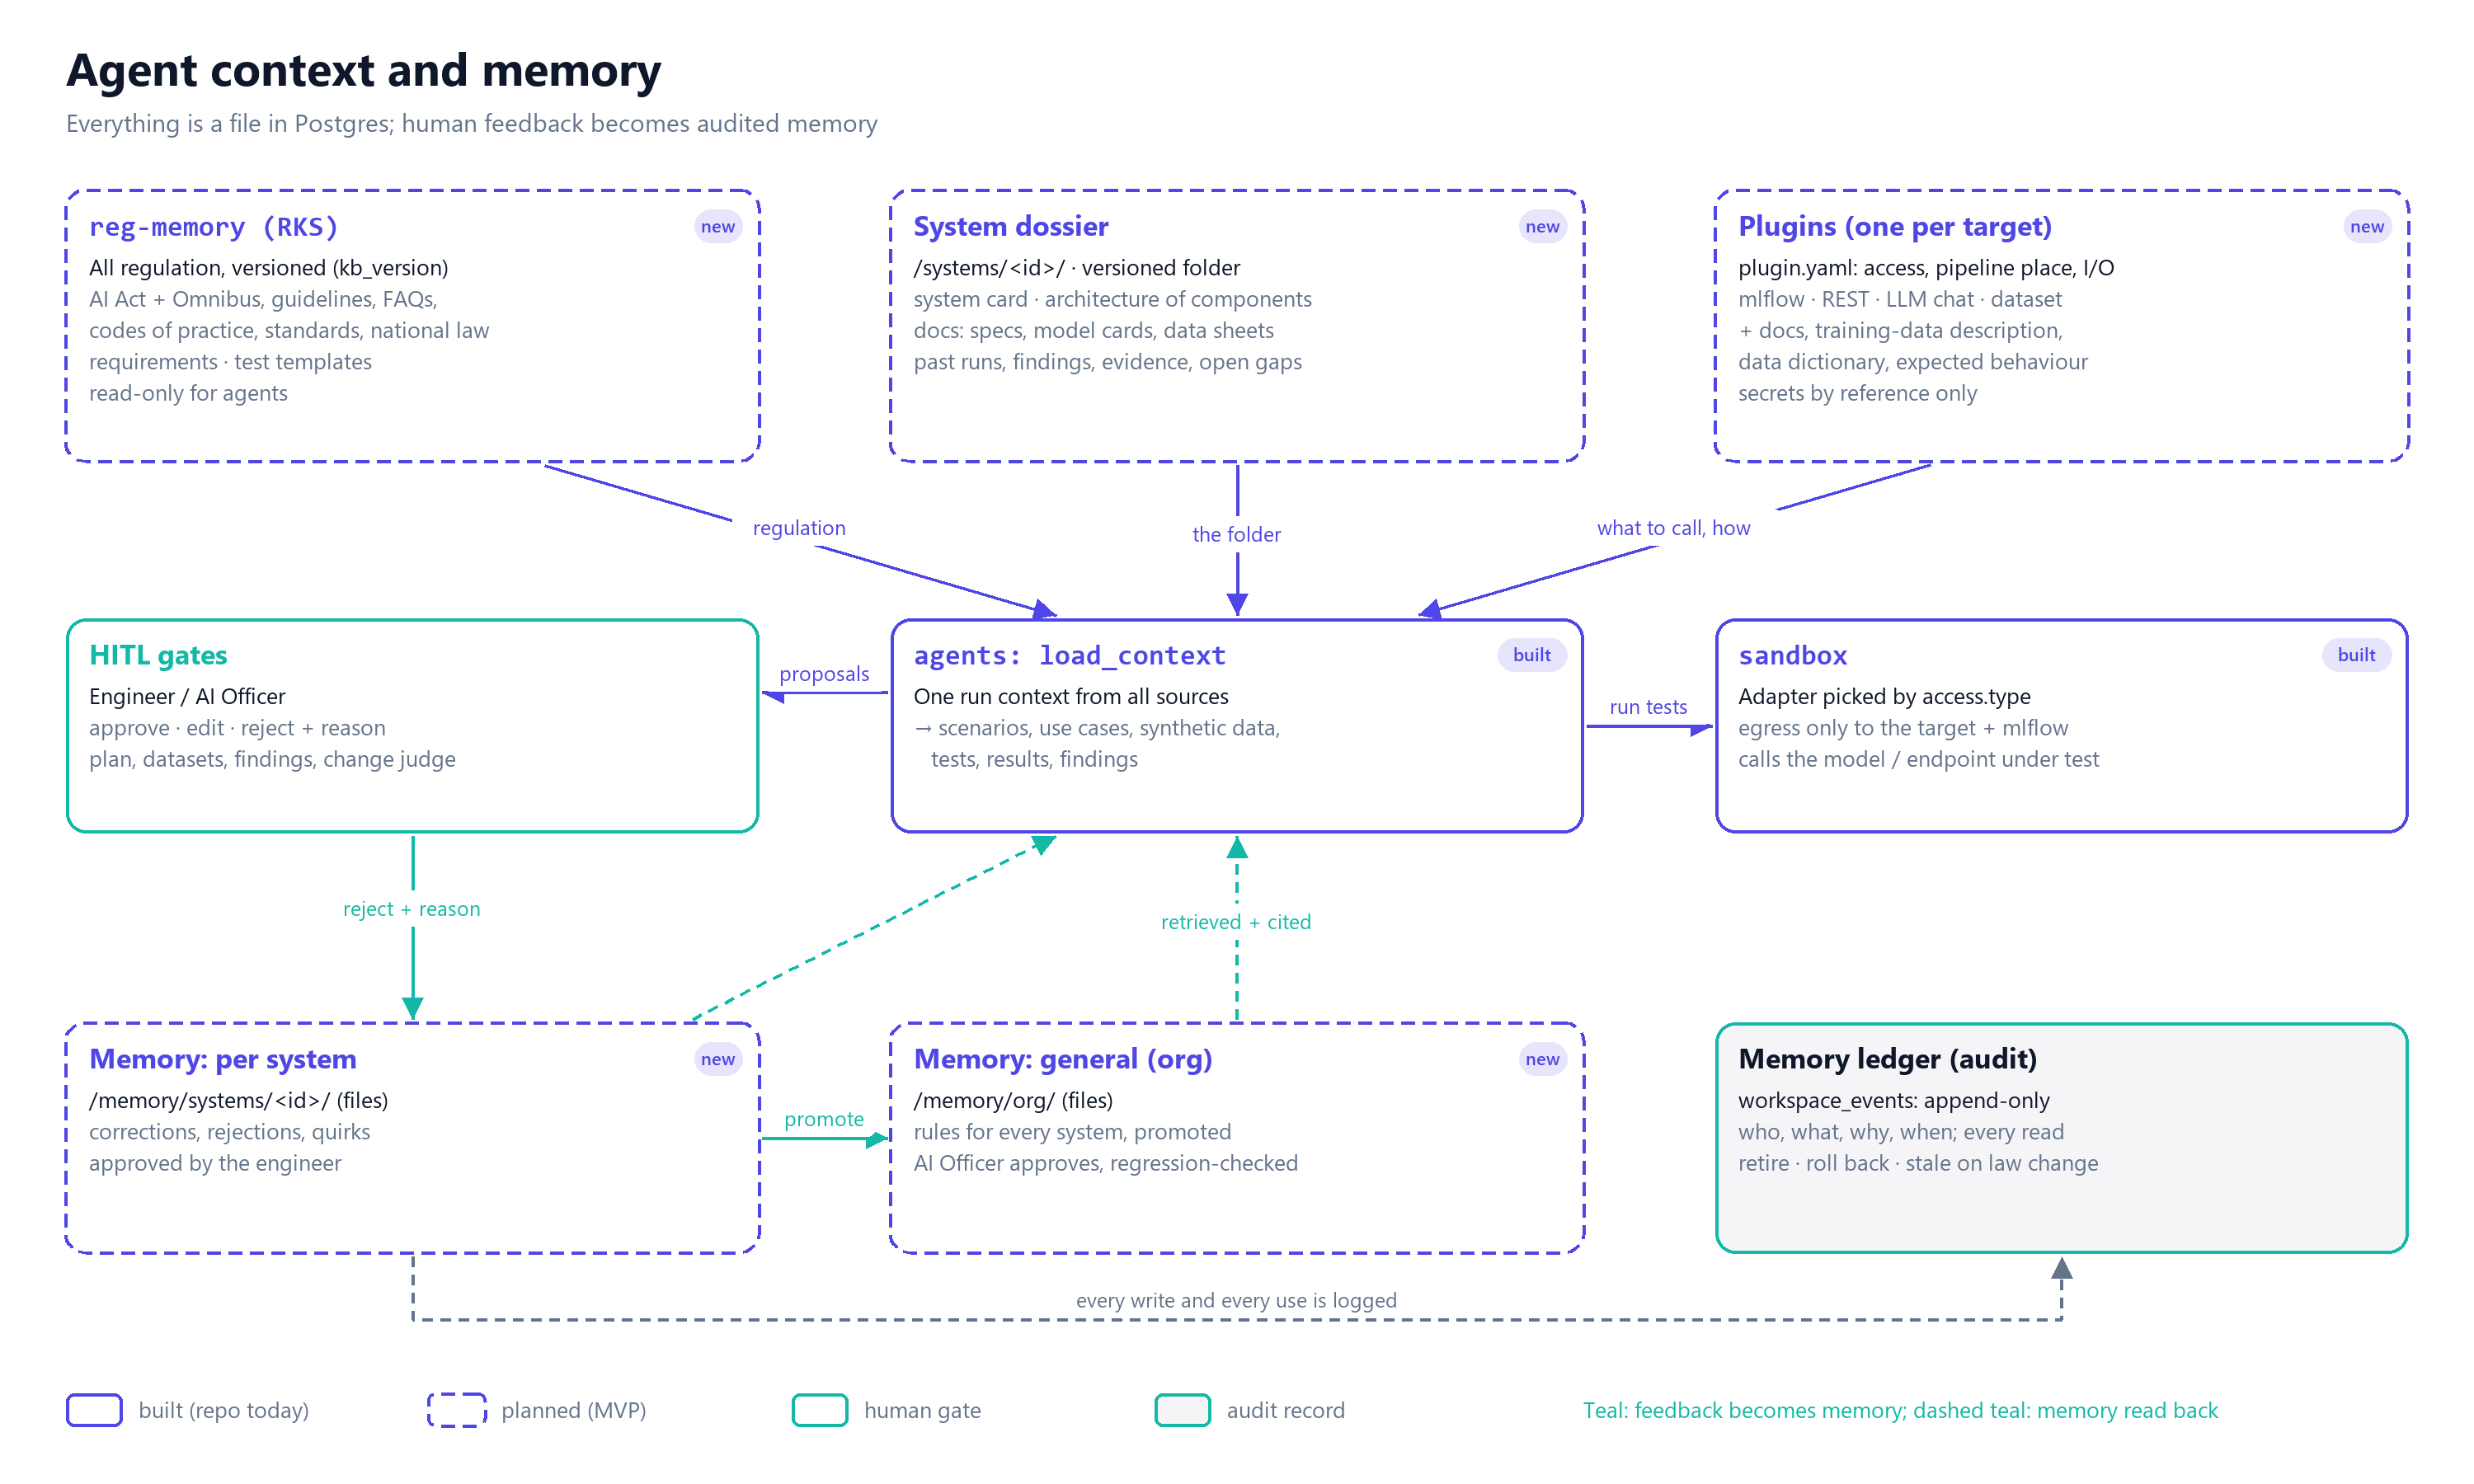 Agent context and memory
Everything is a file in Postgres; human feedback becomes audited memory
reg-memory (RKS)
new
All regulation, versioned (kb_version)
AI Act + Omnibus, guidelines, FAQs,
codes of practice, standards, national law
requirements · test templates
read-only for agents
System dossier
new
/systems/<id>/ · versioned folder
system card · architecture of components
docs: specs, model cards, data sheets
past runs, findings, evidence, open gaps
Plugins (one per target)
new
plugin.yaml: access, pipeline place, I/O
mlflow · REST · LLM chat · dataset
+ docs, training-data description,
data dictionary, expected behaviour
secrets by reference only
regulation
the folder
what to call, how
HITL gates
Engineer / AI Officer
approve · edit · reject + reason
plan, datasets, findings, change judge
proposals
agents: load_context
built
One run context from all sources
→ scenarios, use cases, synthetic data,
tests, results, findings
run tests
sandbox
built
Adapter picked by access.type
egress only to the target + mlflow
calls the model / endpoint under test
reject + reason
retrieved + cited
Memory: per system
new
/memory/systems/<id>/ (files)
corrections, rejections, quirks
approved by the engineer
promote
Memory: general (org)
new
/memory/org/ (files)
rules for every system, promoted
AI Officer approves, regression-checked
Memory ledger (audit)
workspace_events: append-only
who, what, why, when; every read
retire · roll back · stale on law change
every write and every use is logged
built (repo today)
planned (MVP)
human gate
audit record
Teal: feedback becomes memory; dashed teal: memory read back